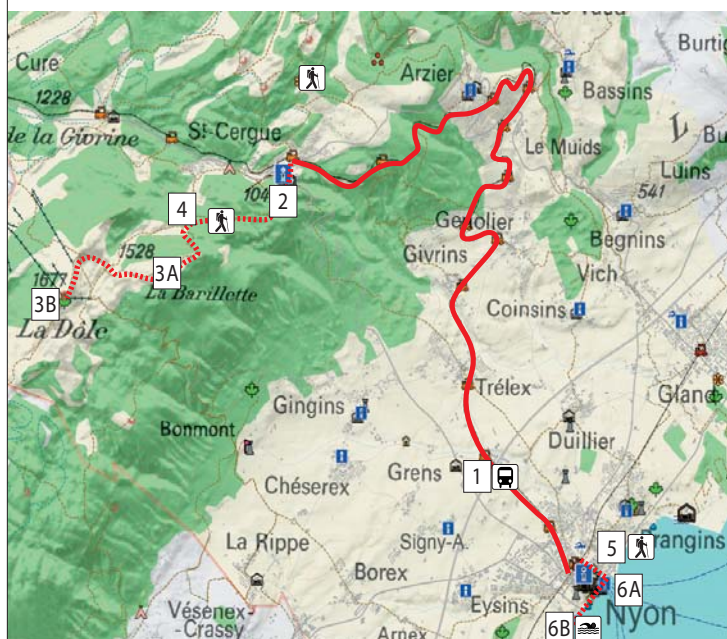 Burtig
Cure
Arzier
Bassins
1228
de la Givrine
St-Cergue
Le Muids
L
Luins
104
4
2
541
Genolier
Begnins
1528
3A
Givrins
Vich
1677
3B
La Barillette
La Dôle
Coinsins
Trélex
Gland
Gingins
Bonmont
Duillier
Grens
1
Chéserex
La Rippe
Signy-A.
5
Prangins
Borex
6A
Eysins
Nyon
Vésenex
-Crassy
6B
Arnex